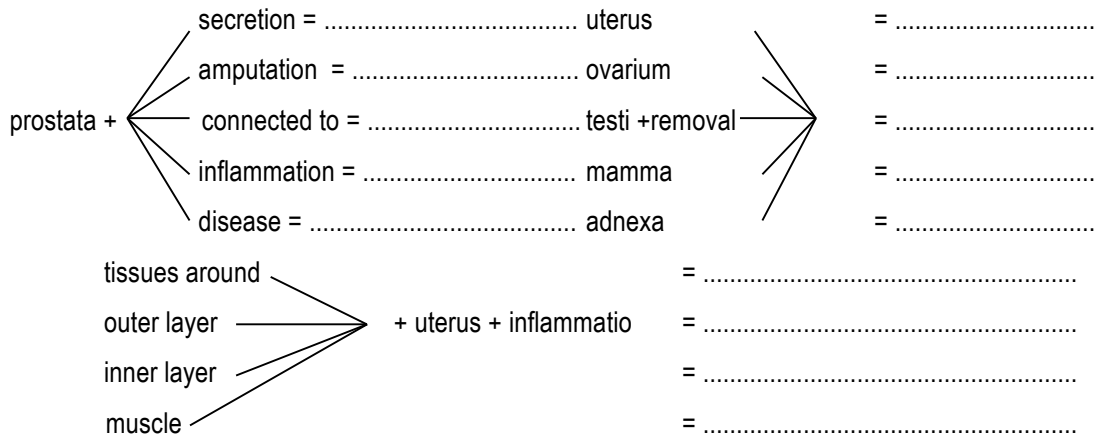 secretion = ...................................... uterus = ..............................
amputation = .................................. ovarium = ..............................
prostata + connected to = ................................ testi +removal = ..............................
inflammation = ................................ mamma = ..............................
disease = ........................................ adnexa = ..............................
tissues around = ........................................................
outer layer + uterus + inflammatio = ........................................................
inner layer = ........................................................
muscle = ........................................................